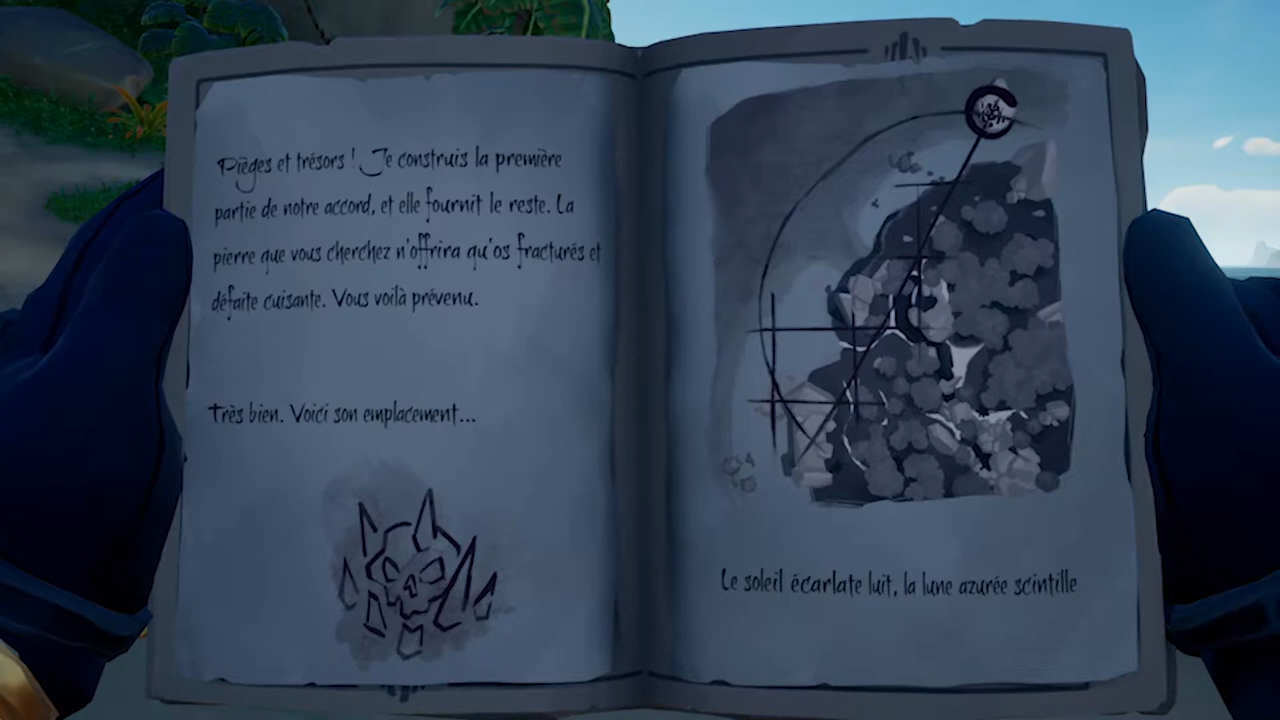 Pièges et trésors ! Je construis la première
partie de notre accord, et elle fournit le reste. La
pierre que vous cherchez n'offrira qu'os fracturés et
défaite cuisante. Vous voilà prévenu.
Très bien. Voici son emplacement...
Le soleil écarlate luit, la lune azurée scintille